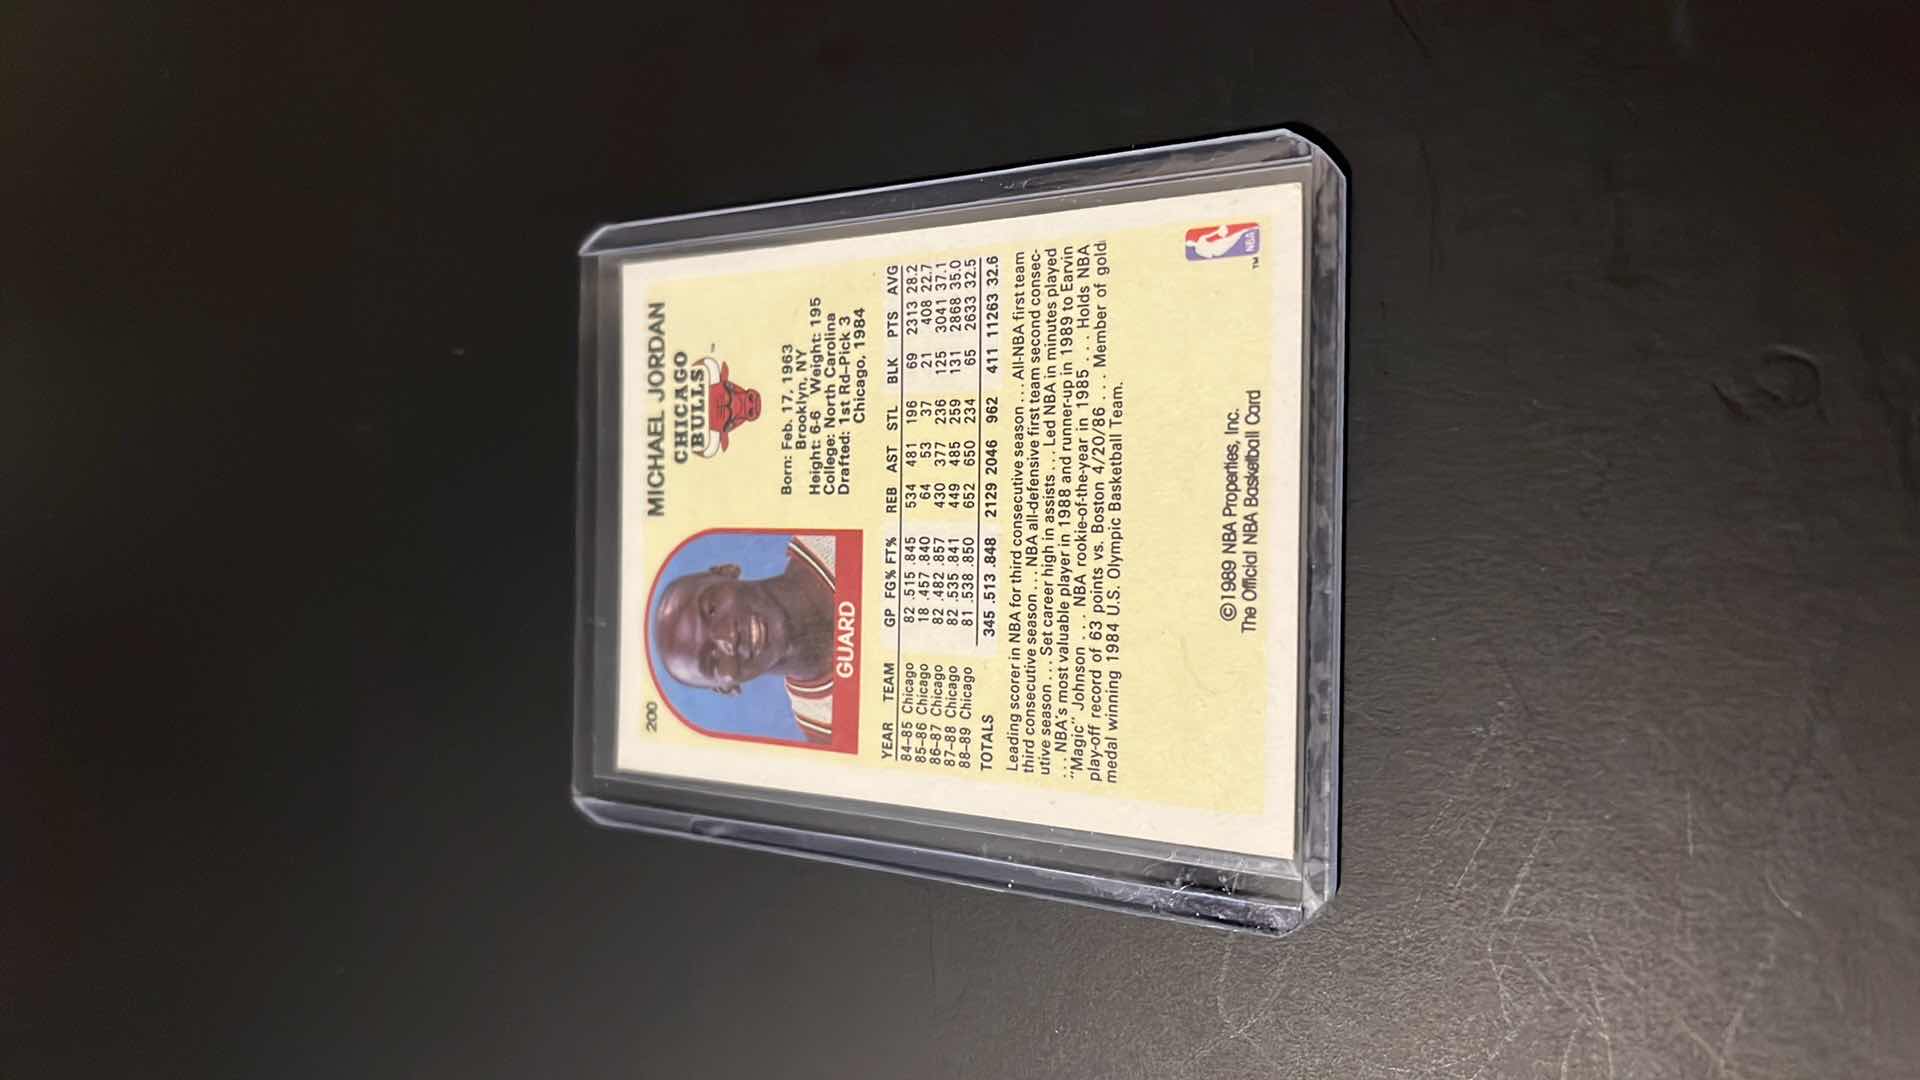 200
MICHAEL JORDAN
CHICAGO
BULLS
TM
Born: Feb. 17, 1963
Brooklyn, NY
Height: 6-6 Weight: 195
College: North Carolina
Drafted: 1st Rd-Pick 3
Chicago, 1984
GUARD
YEAR TEAM GP FG% FT% REB AST STL BLK PTS AVG
84-85 Chicago 82 .515 .845 534 481 196 69 2313 28.2
85-86 Chicago 18 .457 .840 64 53 37 21 408 22.7
86-87 Chicago 82 .482 .857 430 377 236 125 3041 37.1
87-88 Chicago 82 .535 .841 449 485 259 131 2868 35.0
88-89 Chicago 81 .538 .850 652 650 234 65 2633 32.5
TOTALS 345 .513 .848 2129 2046 962 411 11263 32.6
Leading scorer in NBA for third consecutive season . . . All-NBA first team
third consecutive season . . . NBA all-defensive first team second consec-
utive season . . . Set career high in assists . . . Led NBA in minutes played
. . . NBA's most valuable player in 1988 and runner-up in 1989 to Earvin
"Magic" Johnson . . . NBA rookie-of-the-year in 1985 . . . Holds NBA
play-off record of 63 points vs. Boston 4/20/86 . . . Member of gold
medal winning 1984 U.S. Olympic Basketball Team.
©1989 NBA Properties, Inc.
The Official NBA Basketball Card
TM
NBA